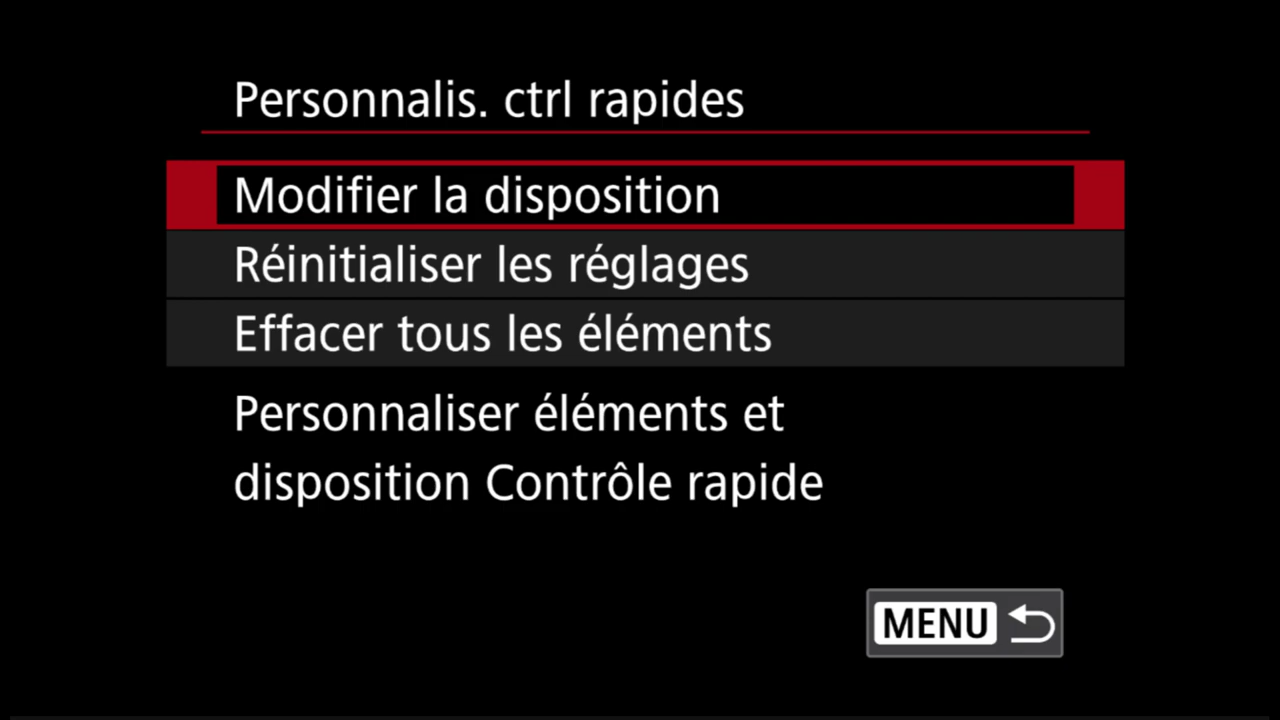 Personnalis. ctrl rapides
Modifier la disposition
Réinitialiser les réglages
Effacer tous les éléments
Personnaliser éléments et
disposition Contrôle rapide
MENU